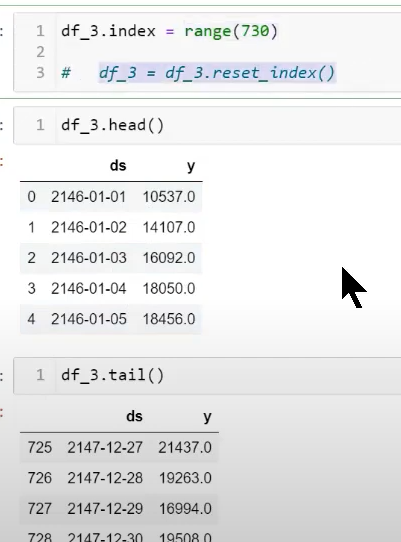 1 df_3.index = range(730)
2
3 # df_3 = df_3.reset_index()
1 df_3.head()
ds y
0 2146-01-01 10537.0
1 2146-01-02 14107.0
2 2146-01-03 16092.0
3 2146-01-04 18050.0
4 2146-01-05 18456.0
1 df_3.tail()
ds y
725 2147-12-27 21437.0
726 2147-12-28 19263.0
727 2147-12-29 16994.0
728 2147-12-30 19508.0